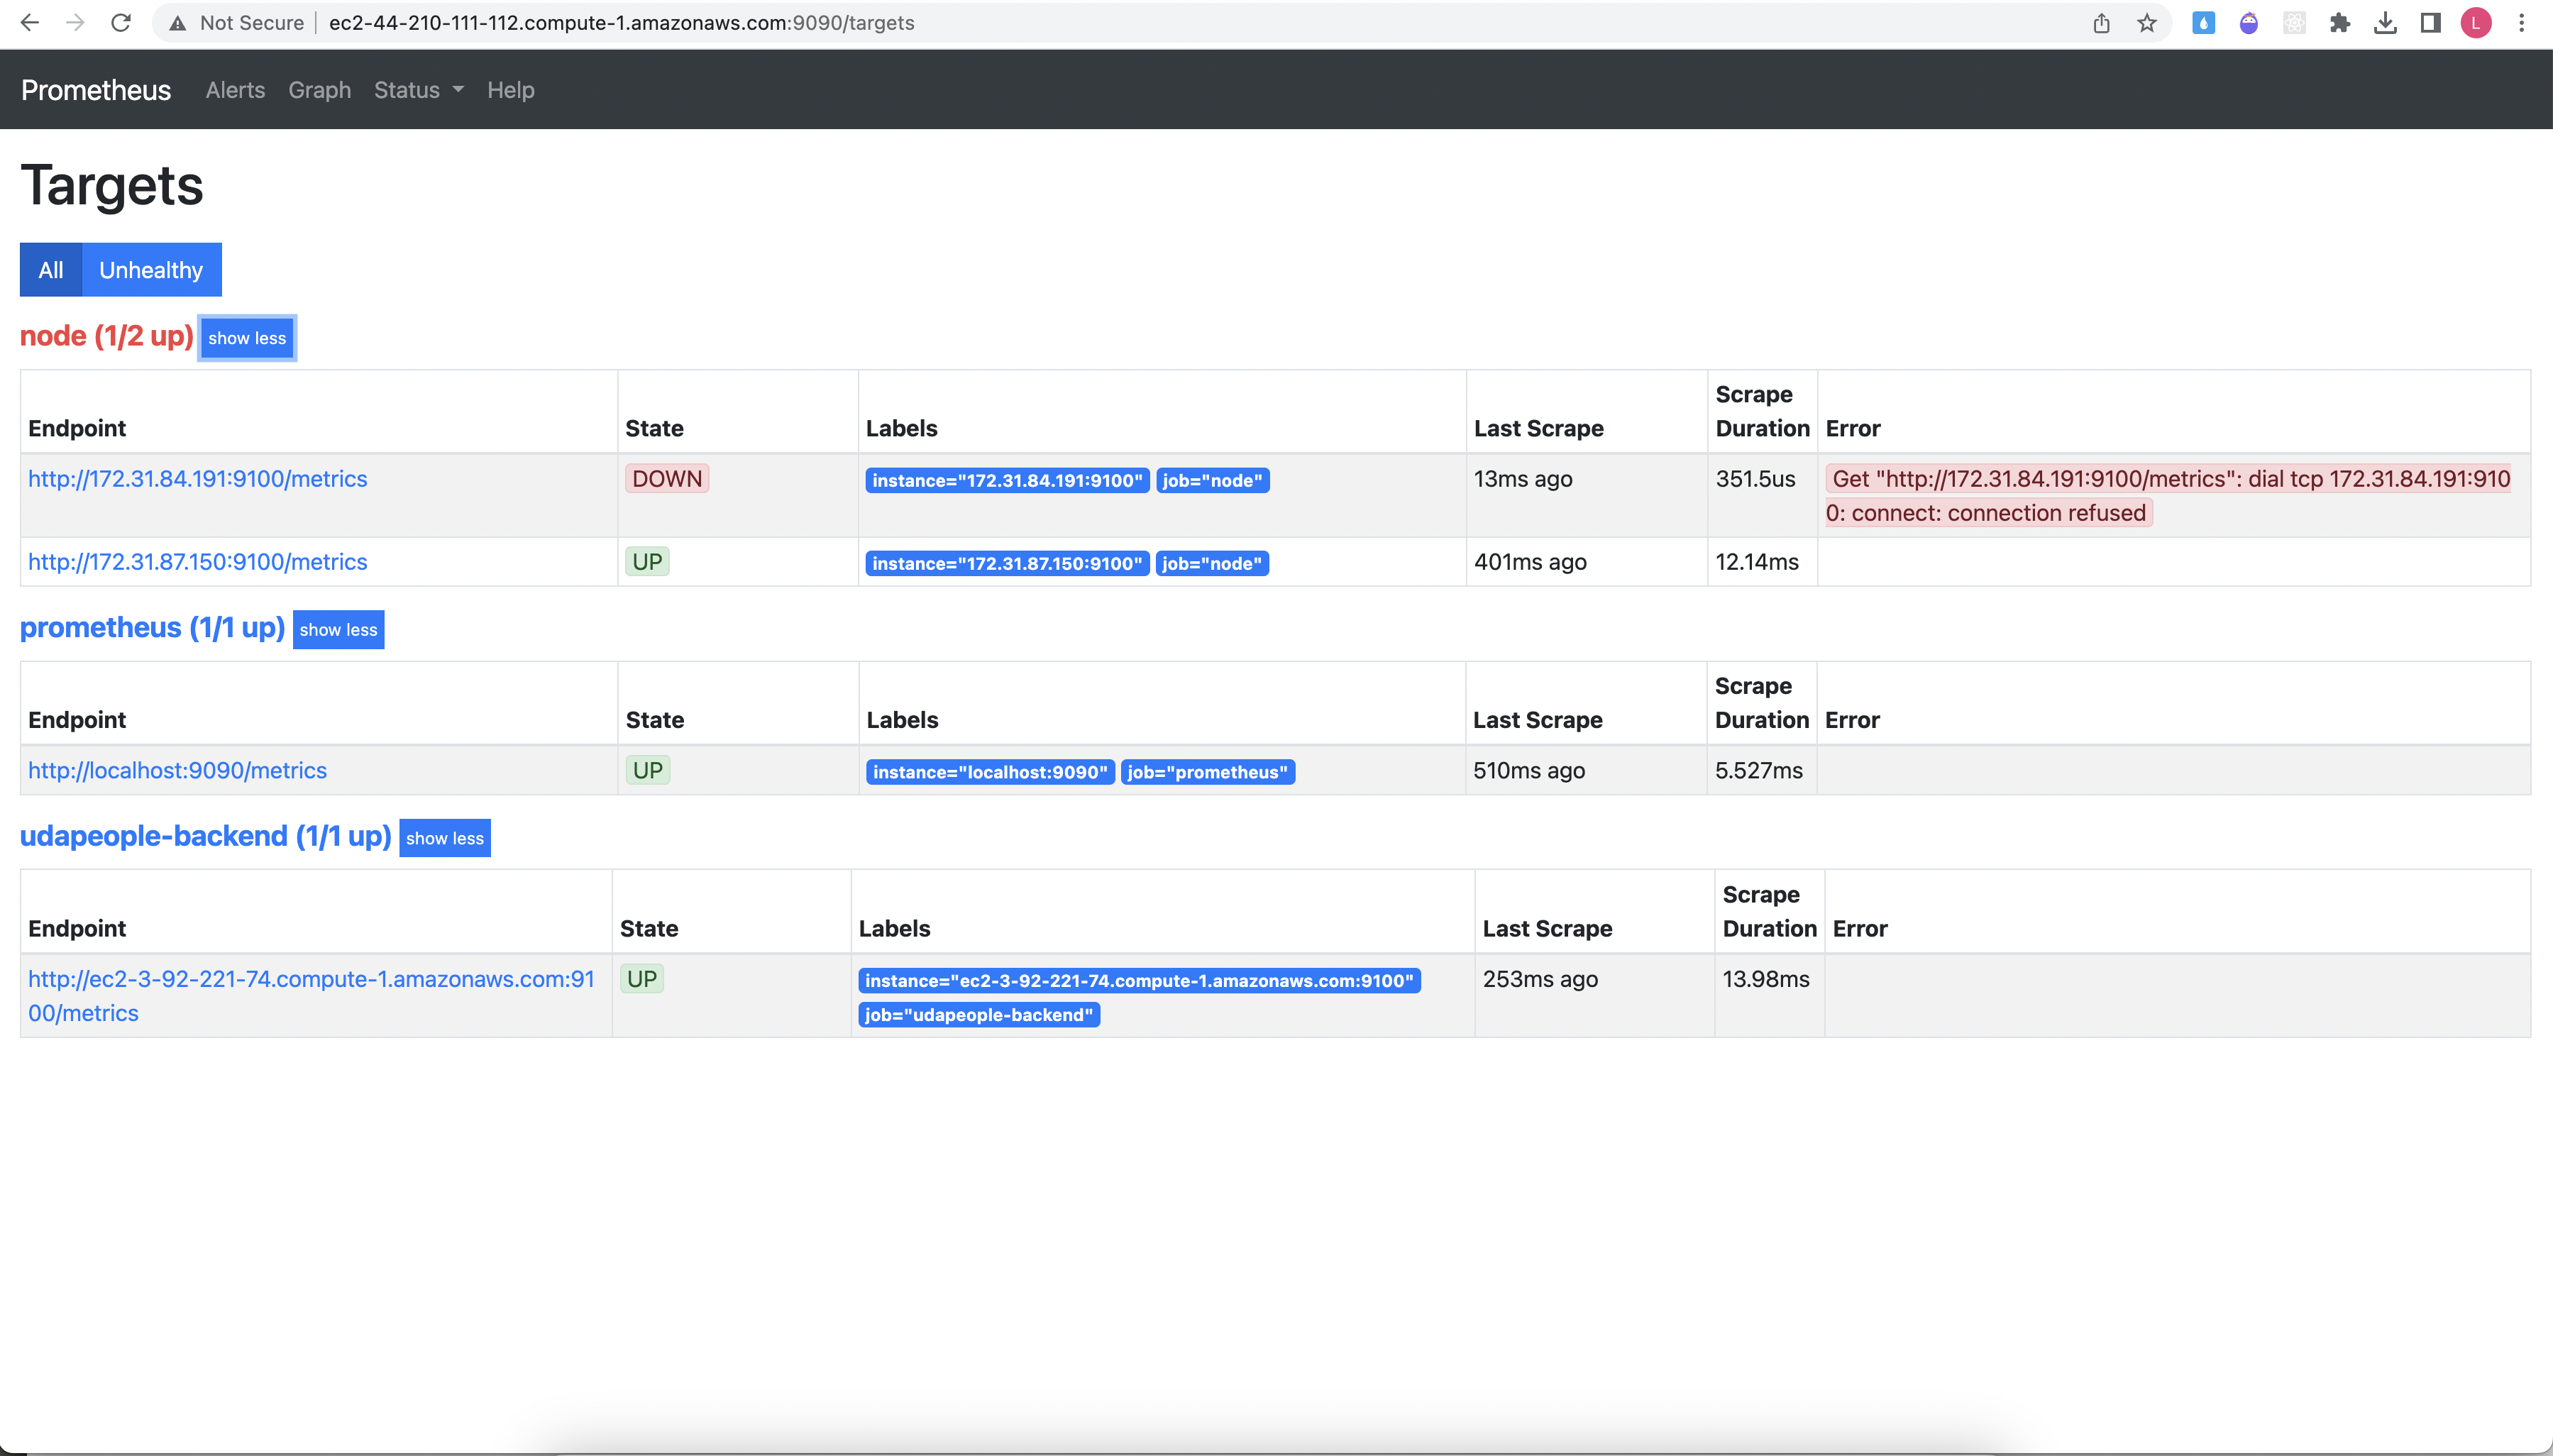 Not Secure ec2-44-210-111-112.compute-1.amazonaws.com:9090/targets L
Prometheus Alerts Graph Status Help
Targets
All Unhealthy
node (1/2 up) show less
Scrape
Endpoint State Labels Last Scrape Duration Error
http://172.31.84.191:9100/metrics DOWN instance="172.31.84.191:9100" job="node" 13ms ago 351.5us Get "http://172.31.84.191:9100/metrics": dial tcp 172.31.84.191:910
0: connect: connection refused
http://172.31.87.150:9100/metrics UP instance="172.31.87.150:9100" job="node" 401ms ago 12.14ms
prometheus (1/1 up) show less
Scrape
Endpoint State Labels Last Scrape Duration Error
http://localhost:9090/metrics UP instance="localhost:9090" job="prometheus" 510ms ago 5.527ms
udapeople-backend (1/1 up) show less
Scrape
Endpoint State Labels Last Scrape Duration Error
http://ec2-3-92-221-74.compute-1.amazonaws.com:91 UP instance="ec2-3-92-221-74.compute-1.amazonaws.com:9100" 253ms ago 13.98ms
00/metrics job="udapeople-backend"